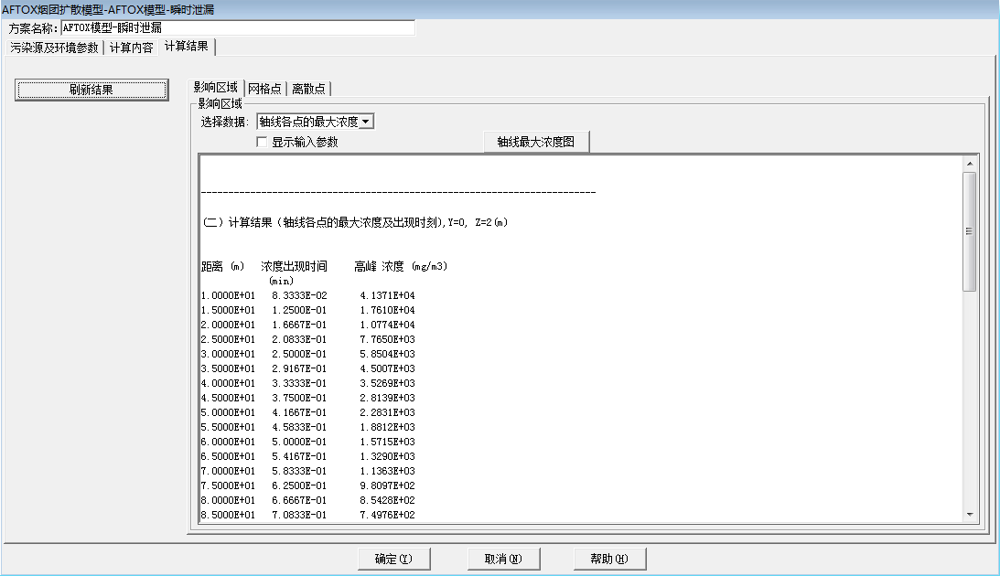 AFTOX烟团扩散模型-AFTOX模型-瞬时泄漏
方案名称: AFTOX模型-瞬时泄漏
污染源及环境参数 计算内容 计算结果
刷新结果
影响区域 网格点 离散点
影响区域
选择数据: 轴线各点的最大浓度
显示输入参数 轴线最大浓度图
------------------------------------------------------------------------
(二) 计算结果(轴线各点的最大浓度及出现时刻),Y=0, Z=2(m)
距离 (m) 浓度出现时间 高峰 浓度 (mg/m3)
(min)
1.0000E+01 8.3333E-02 4.1371E+04
1.5000E+01 1.2500E-01 1.7610E+04
2.0000E+01 1.6667E-01 1.0774E+04
2.5000E+01 2.0833E-01 7.7650E+03
3.0000E+01 2.5000E-01 5.8504E+03
3.5000E+01 2.9167E-01 4.5007E+03
4.0000E+01 3.3333E-01 3.5269E+03
4.5000E+01 3.7500E-01 2.8139E+03
5.0000E+01 4.1667E-01 2.2831E+03
5.5000E+01 4.5833E-01 1.8812E+03
6.0000E+01 5.0000E-01 1.5715E+03
6.5000E+01 5.4167E-01 1.3290E+03
7.0000E+01 5.8333E-01 1.1363E+03
7.5000E+01 6.2500E-01 9.8097E+02
8.0000E+01 6.6667E-01 8.5428E+02
8.5000E+01 7.0833E-01 7.4976E+02
确定(Y) 取消(N) 帮助(H)